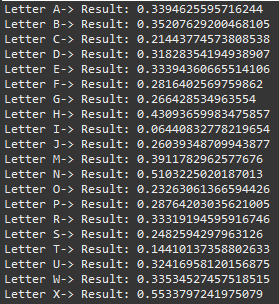 Letter A-> Result: 0.3394625595716244
Letter B-> Result: 0.35207629200468105
Letter C-> Result: 0.21443774573808538
Letter D-> Result: 0.31828354194938907
Letter E-> Result: 0.33394360665514106
Letter F-> Result: 0.2816402569759862
Letter G-> Result: 0.266428534963554
Letter H-> Result: 0.43093659983475857
Letter I-> Result: 0.06440832778219654
Letter J-> Result: 0.26039348709943877
Letter M-> Result: 0.3911782962577676
Letter N-> Result: 0.5103225020187013
Letter O-> Result: 0.23263061366594426
Letter P-> Result: 0.28764203035621005
Letter R-> Result: 0.33319194595916746
Letter S-> Result: 0.2482594297963126
Letter T-> Result: 0.14410137358802633
Letter U-> Result: 0.32416958120156875
Letter W-> Result: 0.33534527457518515
Letter X-> Result: 0.5533797241975079